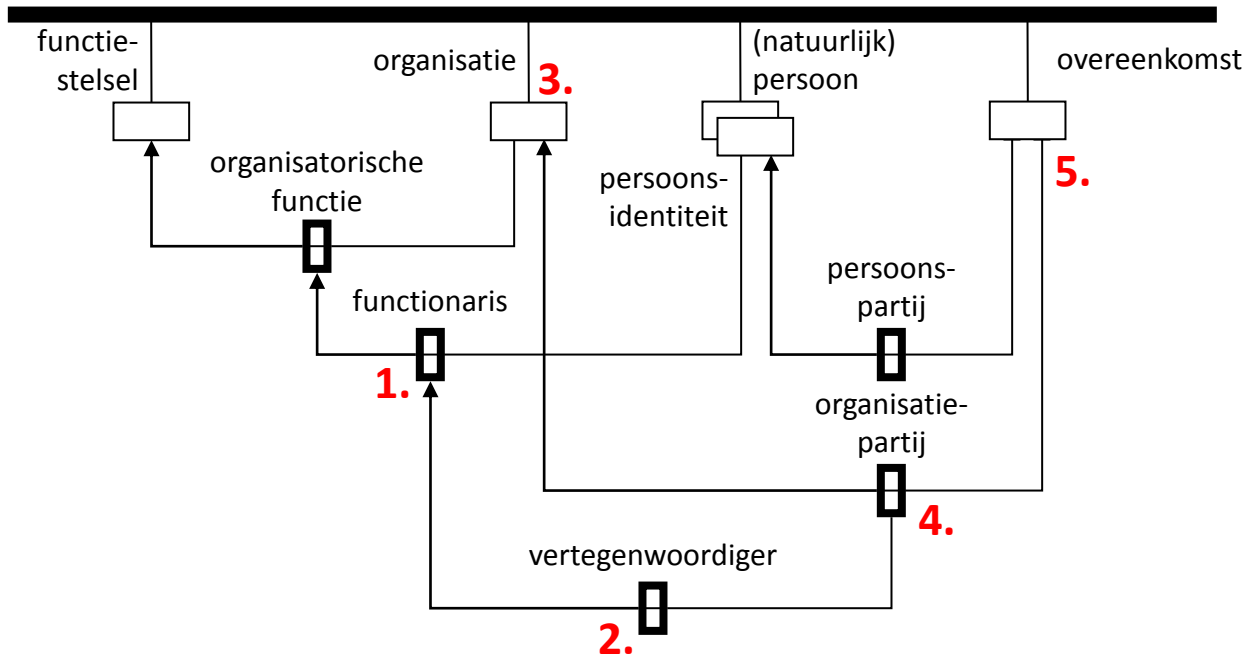 functie-
stelsel
organisatie
3.
(natuurlijk)
persoon
overeenkomst
organisatorische
functie
persoons-
identiteit
5.
functionaris
1.
persoons-
partij
organisatie-
partij
4.
vertegenwoordiger
2.